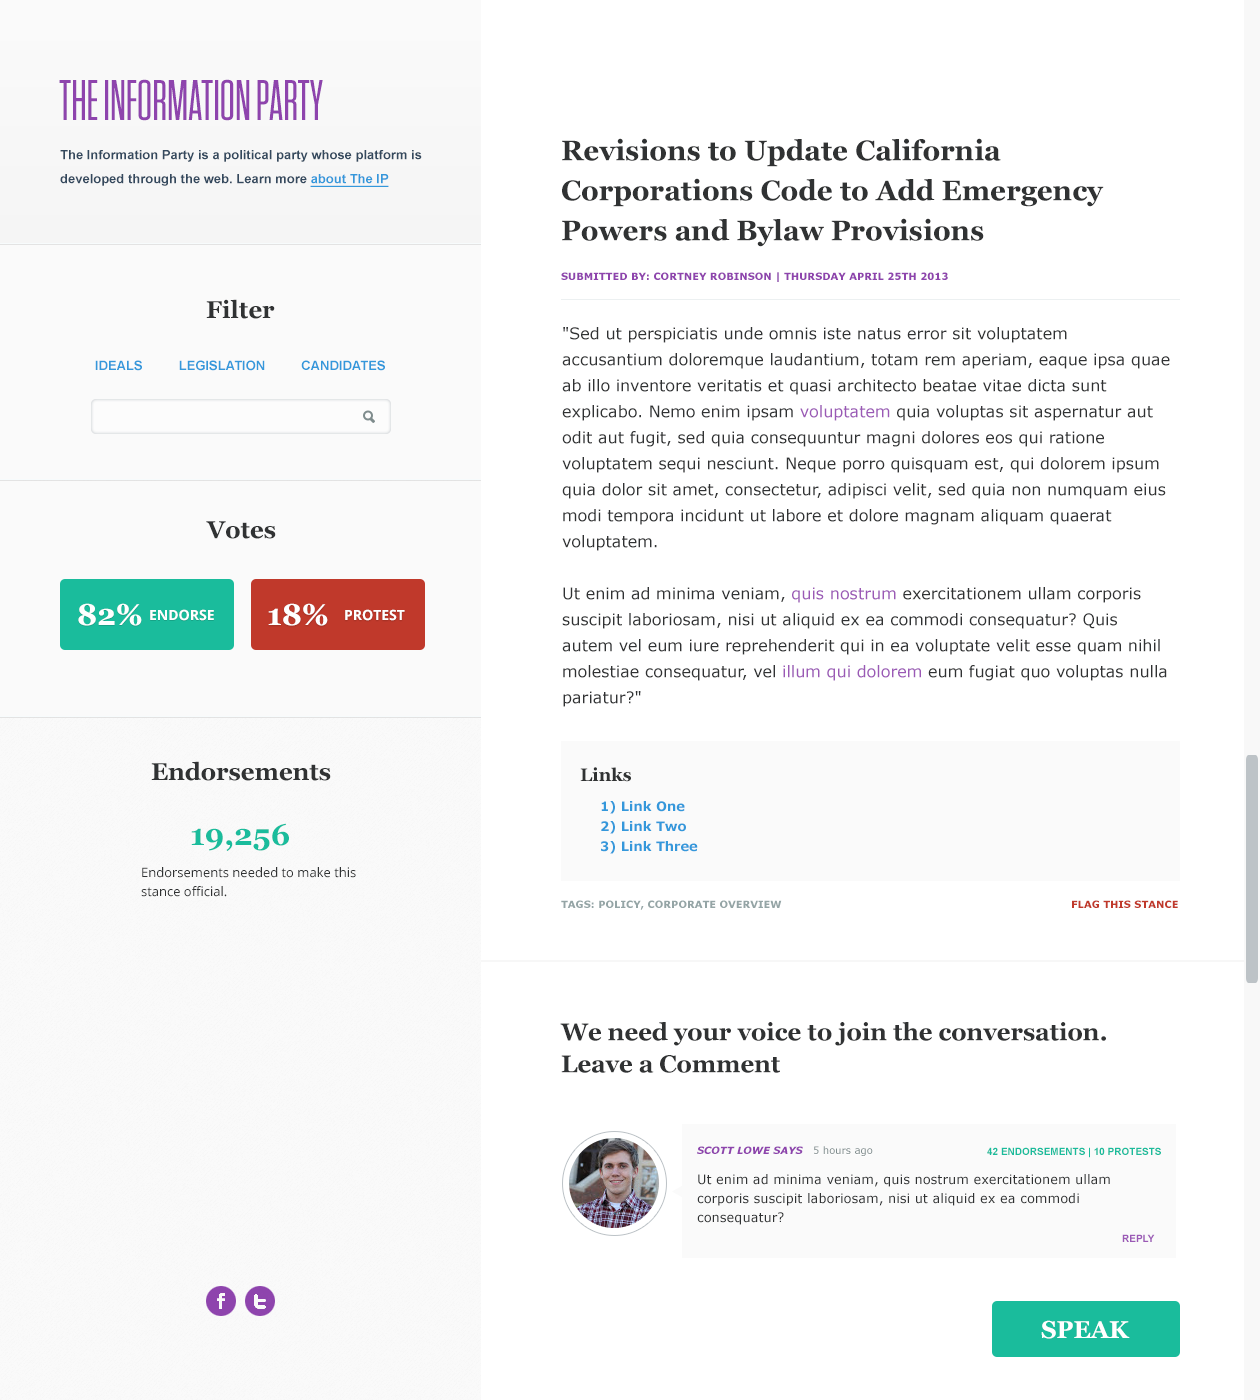 THE INFORMATION PARTY
The Information Party is a political party whose platform is
developed through the web. Learn more about The IP
Filter
IDEALS LEGISLATION CANDIDATES
Votes
82% ENDORSE 18% PROTEST
Endorsements
19,256
Endorsements needed to make this
stance official.
Revisions to Update California
Corporations Code to Add Emergency
Powers and Bylaw Provisions
SUBMITTED BY: CORTNEY ROBINSON | THURSDAY APRIL 25TH 2013
"Sed ut perspiciatis unde omnis iste natus error sit voluptatem
accusantium doloremque laudantium, totam rem aperiam, eaque ipsa quae
ab illo inventore veritatis et quasi architecto beatae vitae dicta sunt
explicabo. Nemo enim ipsam voluptatem quia voluptas sit aspernatur aut
odit aut fugit, sed quia consequuntur magni dolores eos qui ratione
voluptatem sequi nesciunt. Neque porro quisquam est, qui dolorem ipsum
quia dolor sit amet, consectetur, adipisci velit, sed quia non numquam eius
modi tempora incidunt ut labore et dolore magnam aliquam quaerat
voluptatem.
Ut enim ad minima veniam, quis nostrum exercitationem ullam corporis
suscipit laboriosam, nisi ut aliquid ex ea commodi consequatur? Quis
autem vel eum iure reprehenderit qui in ea voluptate velit esse quam nihil
molestiae consequatur, vel illum qui dolorem eum fugiat quo voluptas nulla
pariatur?"
Links
1) Link One
2) Link Two
3) Link Three
TAGS: POLICY, CORPORATE OVERVIEW FLAG THIS STANCE
We need your voice to join the conversation.
Leave a Comment
SCOTT LOWE SAYS 5 hours ago 42 ENDORSEMENTS | 10 PROTESTS
Ut enim ad minima veniam, quis nostrum exercitationem ullam
corporis suscipit laboriosam, nisi ut aliquid ex ea commodi
consequatur?
REPLY
SPEAK